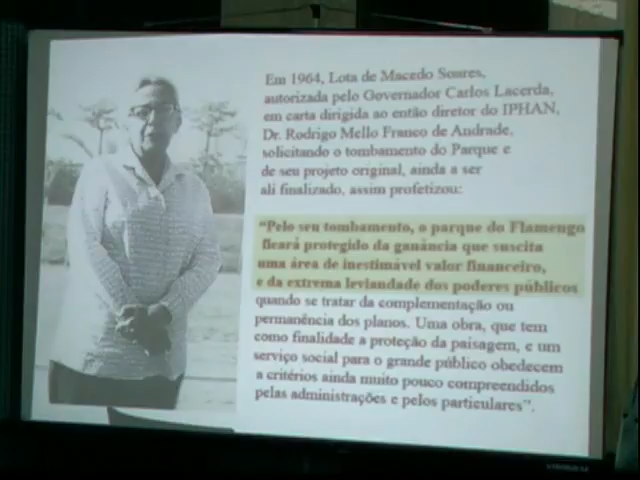 Em 1964, Lota de Macedo Soares,
autorizada pelo Governador Carlos Lacerda,
em carta dirigida ao então diretor do IPHAN,
Dr. Rodrigo Mello Franco de Andrade,
solicitando o tombamento do Parque e
de seu projeto original, ainda a ser
ali finalizado, assim profetizou:
“Pelo seu tombamento, o parque do Flamengo
ficará protegido da ganância que suscita
uma área de inestimável valor financeiro,
e da extrema leviandade dos poderes públicos
quando se tratar da complementação ou
permanência dos planos. Uma obra, que tem
como finalidade a proteção da paisagem, e um
serviço social para o grande público obedecem
a critérios ainda muito pouco compreendidos
pelas administrações e pelos particulares”.